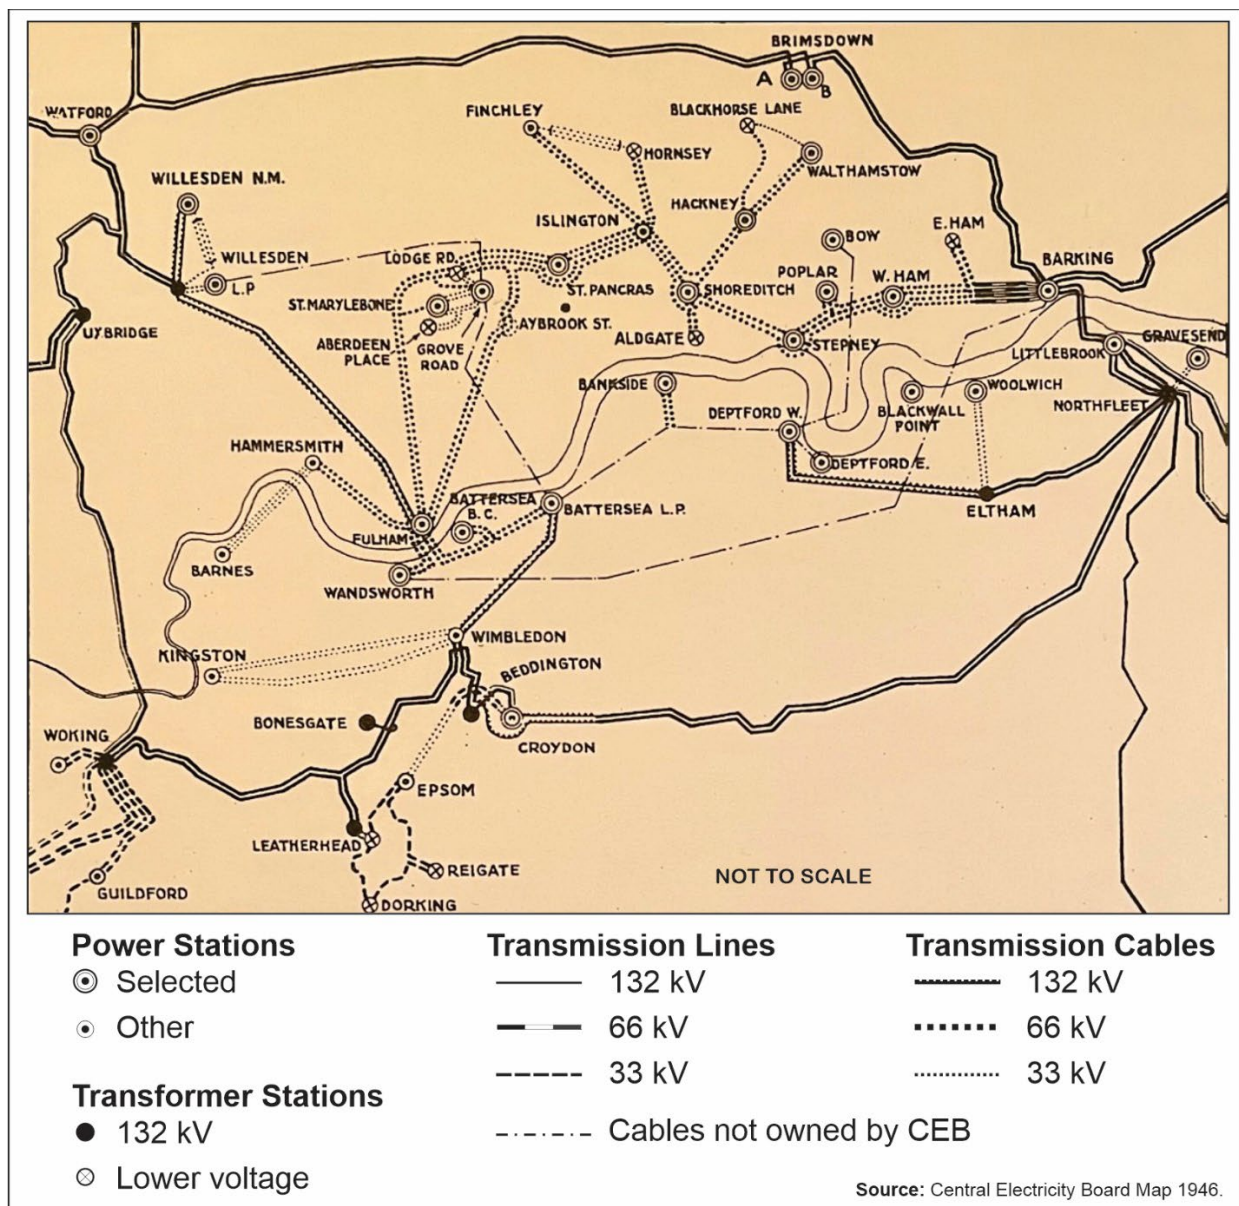 BRIMSDOWN
A
B
WATFORD
FINCHLEY
BLACKHORSE LANE
HORNSEY
WALTHAMSTOW
WILLESDEN N.M.
HACKNEY
ISLINGTON
E. HAM
BOW
WILLESDEN
L.P
LODGE RD.
BARKING
POPLAR
W. HAM
ST. PANCRAS
SHOREDITCH
ST. MARYLEBONE
AYBROOK ST.
UYBRIDGE
ABERDEEN
PLACE
GROVE
ROAD
ALDGATE
STEPNEY
LITTLEBROOK
GRAVESEND
BANKSIDE
WOOLWICH
NORTHFLEET
DEPTFORD W.
BLACKWALL
POINT
HAMMERSMITH
DEPTFORD E.
BATTERSEA
B.C.
BATTERSEA L.P.
ELTHAM
FULHAM
BARNES
WANDSWORTH
WIMBLEDON
KINGSTON
BEDDINGTON
BONESGATE
WOKING
CROYDON
EPSOM
LEATHERHEAD
REIGATE
GUILDFORD
DORKING
NOT TO SCALE
Power Stations
Selected
Other
Transformer Stations
132 kV
Lower voltage
Transmission Lines
132 kV
66 kV
33 kV
Cables not owned by CEB
Transmission Cables
132 kV
66 kV
33 kV
Source: Central Electricity Board Map 1946.